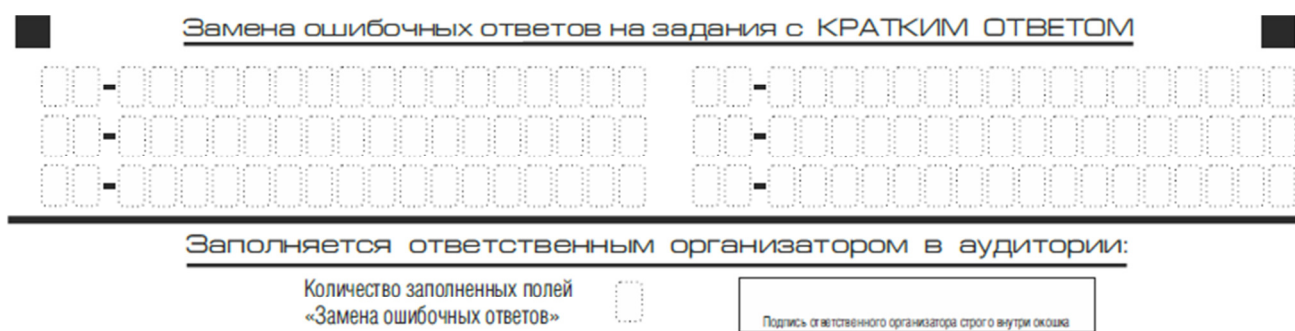 Замена ошибочных ответов на задания с КРАТКИМ ОТВЕТОМ
-
-
-
-
-
-
Заполняется ответственным организатором в аудитории:
Количество заполненных полей
«Замена ошибочных ответов»
Подпись ответственного организатора строго внутри окошка